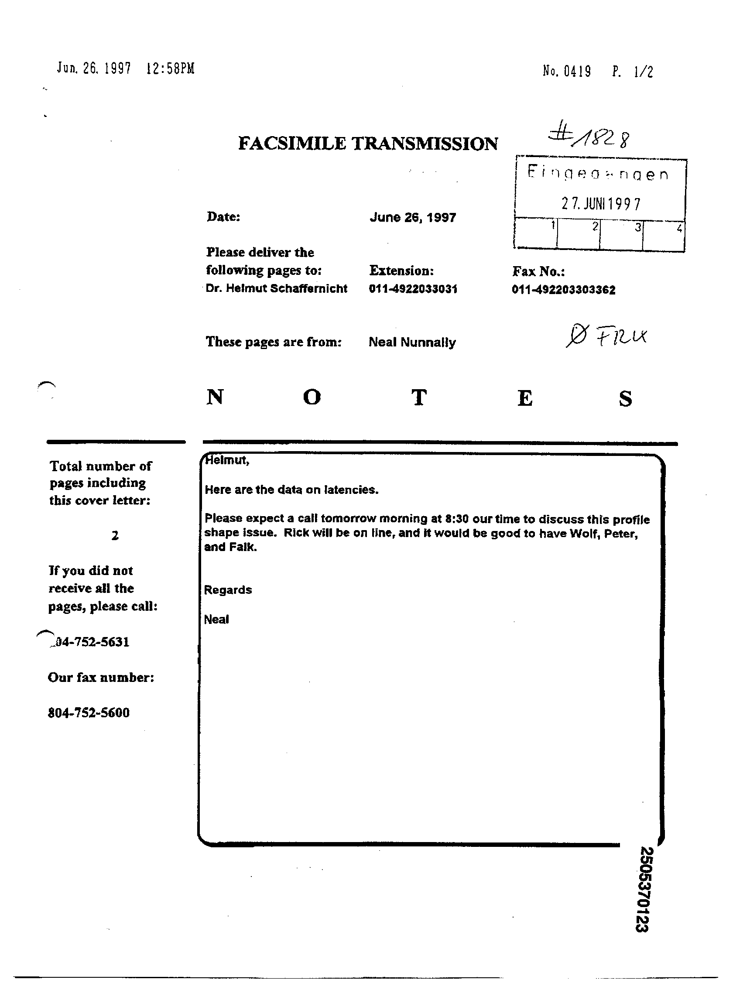 Jun. 26. 1997 12:58PM No. 0419 P. 1/2
#1828
FACSIMILE TRANSMISSION
Eingegangen
27. JUNI 1997
1 2 3 4
Date: June 26, 1997
Please deliver the
following pages to: Extension: Fax No.:
Dr. Helmut Schaffernicht 011-4922033031 011-492203303362
These pages are from: Neal Nunnally
N O T E S
Total number of
pages including
this cover letter:
2
If you did not
receive all the
pages, please call:
04-752-5631
Our fax number:
804-752-5600
Helmut,
Here are the data on latencies.
Please expect a call tomorrow morning at 8:30 our time to discuss this profile
shape issue. Rick will be on line, and it would be good to have Wolf, Peter,
and Falk.
Regards
Neal
2505370123